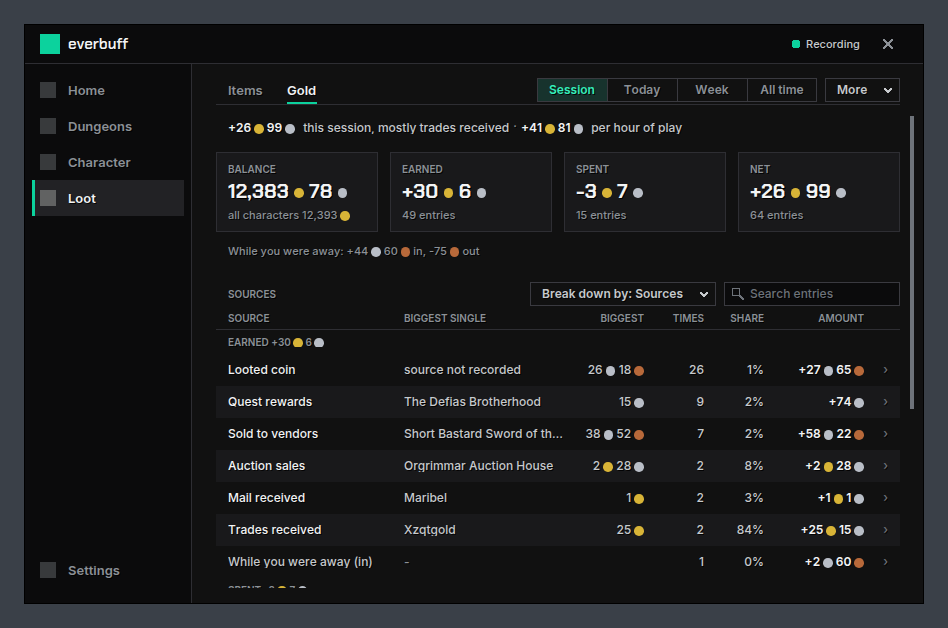 everbuff
Recording
Home
Dungeons
Character
Loot
Settings
Items Gold
Session Today Week All time More
+26 99 this session, mostly trades received · +41 81 per hour of play
BALANCE
12,383 78
all characters 12,393
EARNED
+30 6
49 entries
SPENT
-3 7
15 entries
NET
+26 99
64 entries
While you were away: +44 60 in, -75 out
SOURCES
Break down by: Sources
Search entries
SOURCE BIGGEST SINGLE BIGGEST TIMES SHARE AMOUNT
EARNED +30 6
Looted coin source not recorded 26 18 26 1% +27 65 ›
Quest rewards The Defias Brotherhood 15 9 2% +74 ›
Sold to vendors Short Bastard Sword of th... 38 52 7 2% +58 22 ›
Auction sales Orgrimmar Auction House 2 28 2 8% +2 28 ›
Mail received Maribel 1 2 3% +1 1 ›
Trades received Xzqtgold 25 2 84% +25 15 ›
While you were away (in) - 1 0% +2 60 ›